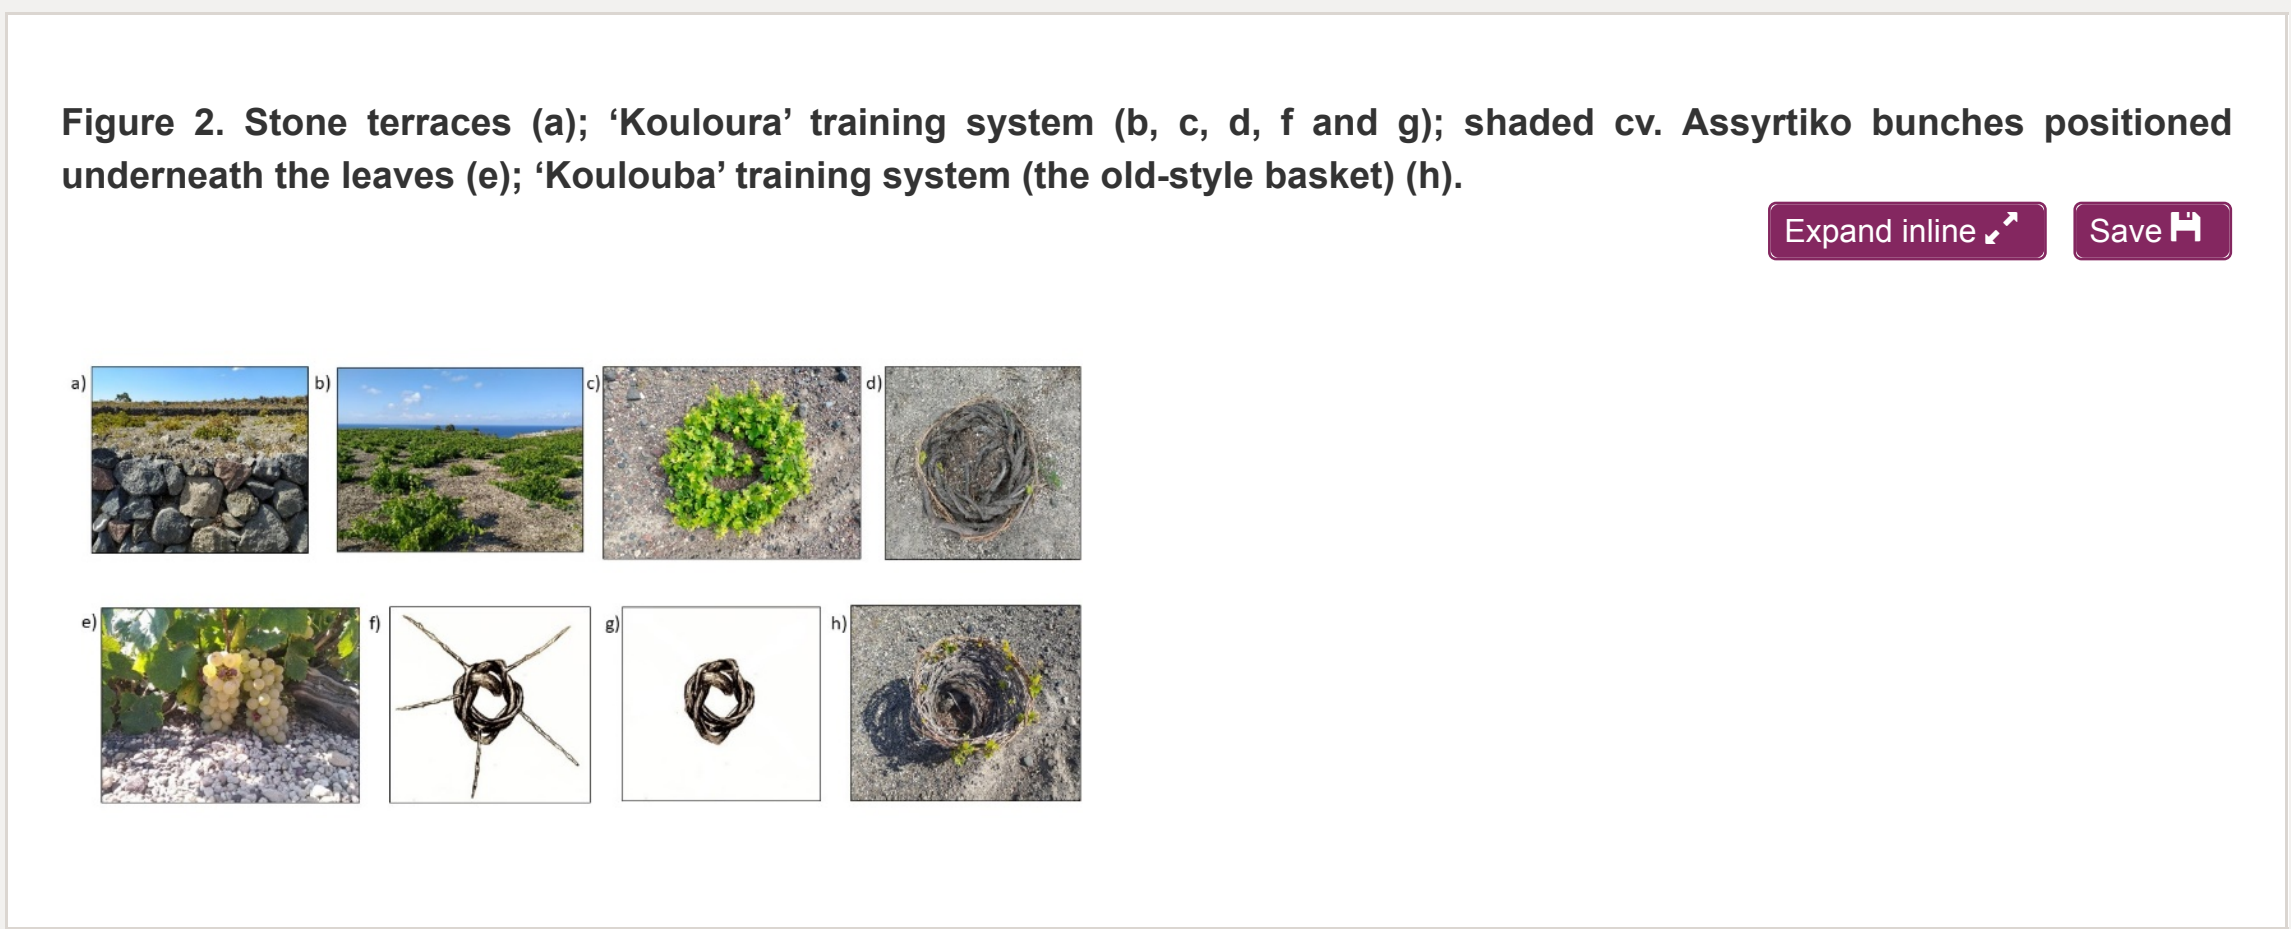 Figure 2. Stone terraces (a); ‘Kouloura’ training system (b, c, d, f and g); shaded cv. Assyrtiko bunches positioned
underneath the leaves (e); ‘Koulouba’ training system (the old-style basket) (h).
Expand inline Save
a) b) c) d)
e) f) g) h)